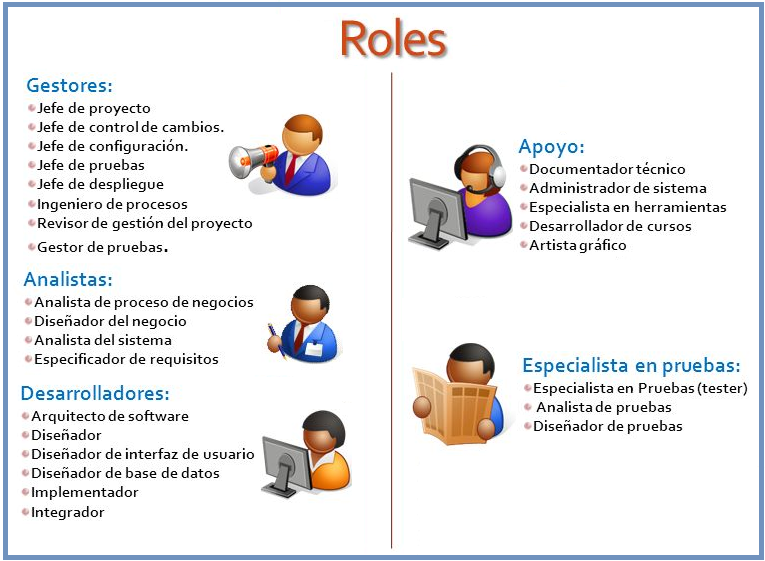 Roles
Gestores:
Jefe de proyecto
Jefe de control de cambios.
Jefe de configuración.
Jefe de pruebas
Jefe de despliegue
Ingeniero de procesos
Revisor de gestión del proyecto
Gestor de pruebas.
Analistas:
Analista de proceso de negocios
Diseñador del negocio
Analista del sistema
Especificador de requisitos
Desarrolladores:
Arquitecto de software
Diseñador
Diseñador de interfaz de usuario
Diseñador de base de datos
Implementador
Integrador
Apoyo:
Documentador técnico
Administrador de sistema
Especialista en herramientas
Desarrollador de cursos
Artista gráfico
Especialista en pruebas:
Especialista en Pruebas (tester)
Analista de pruebas
Diseñador de pruebas